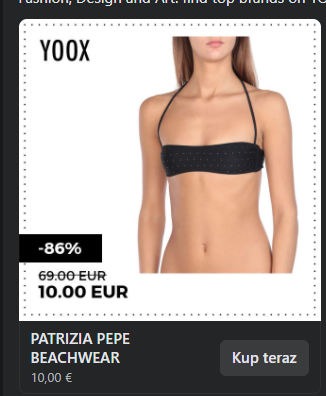 Fashion, Design and Art: find top brands on YO
YOOX
-86%
69.00 EUR
10.00 EUR
PATRIZIA PEPE
BEACHWEAR
10,00 €
Kup teraz